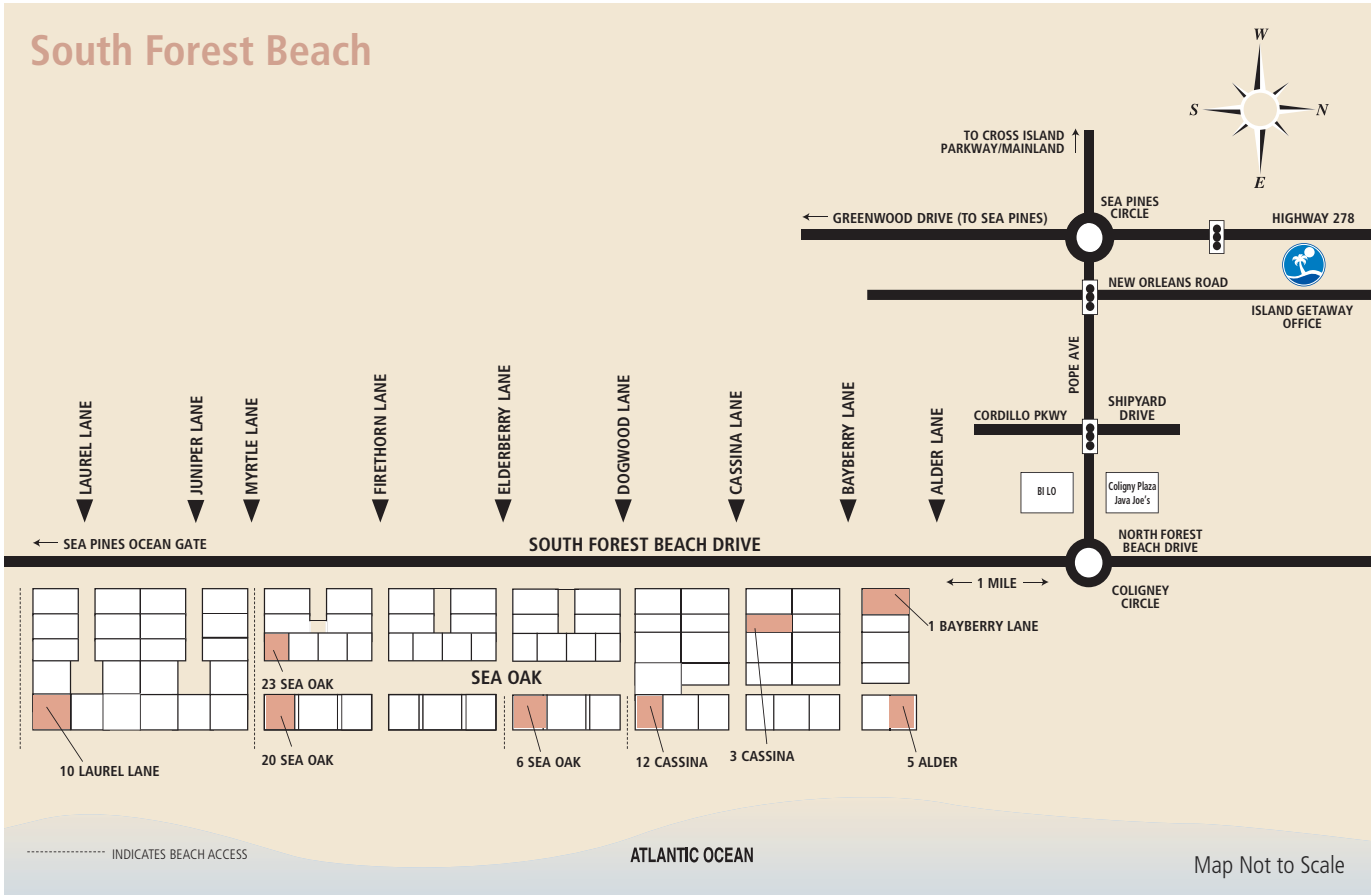 South Forest Beach
W
S
N
E
TO CROSS ISLAND
PARKWAY/MAINLAND
SEA PINES
CIRCLE
GREENWOOD DRIVE (TO SEA PINES)
HIGHWAY 278
NEW ORLEANS ROAD
ISLAND GETAWAY
OFFICE
POPE AVE
CORDILLO PKWY
SHIPYARD
DRIVE
LAUREL LANE
JUNIPER LANE
MYRTLE LANE
FIRETHORN LANE
ELDERBERRY LANE
DOGWOOD LANE
CASSINA LANE
BAYBERRY LANE
ALDER LANE
BI LO
Coligny Plaza
Java Joe's
SEA PINES OCEAN GATE
SOUTH FOREST BEACH DRIVE
NORTH FOREST
BEACH DRIVE
1 MILE
COLIGNEY
CIRCLE
1 BAYBERRY LANE
23 SEA OAK
SEA OAK
10 LAUREL LANE
20 SEA OAK
6 SEA OAK
12 CASSINA
3 CASSINA
5 ALDER
INDICATES BEACH ACCESS
ATLANTIC OCEAN
Map Not to Scale